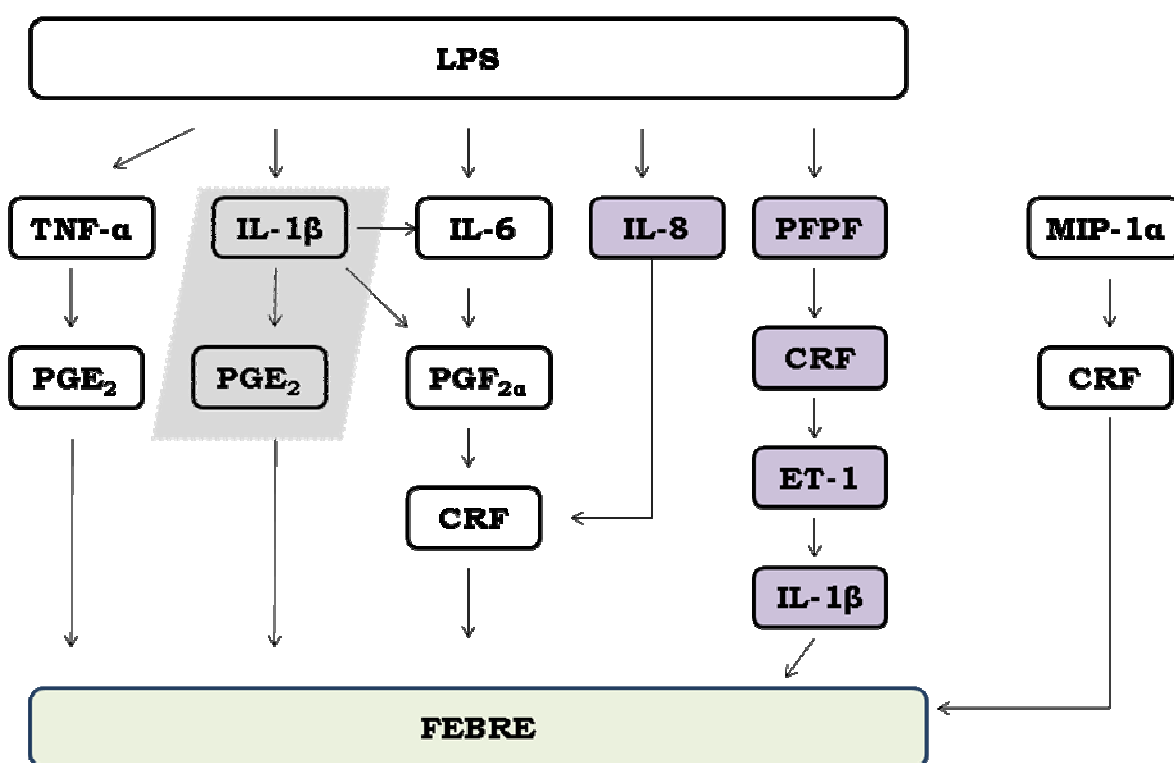 LPS
TNF-α
IL-1β
IL-6
IL-8
PFPF
MIP-1α
CRF
PGE₂
PGE₂
PGF₂α
CRF
ET-1
CRF
IL-1β
FEBRE